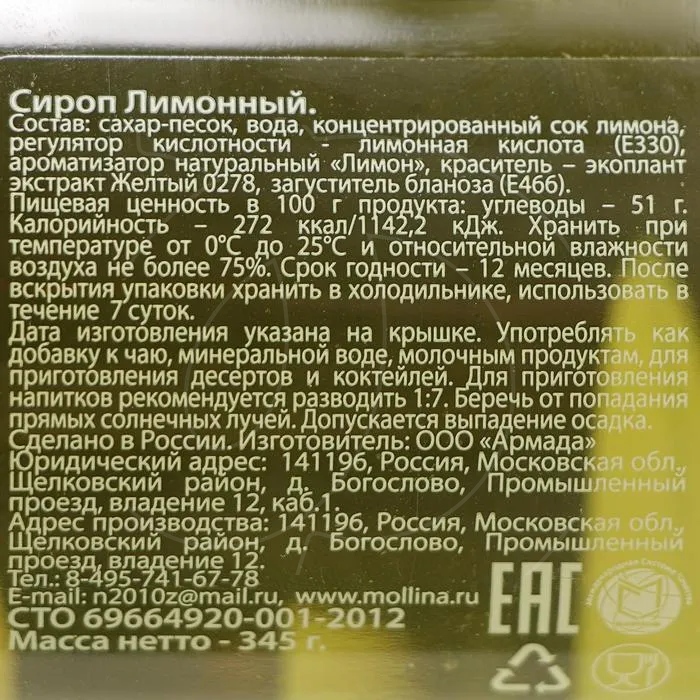 Сироп Лимонный.
Состав: сахар-песок, вода, концентрированный сок лимона,
регулятор кислотности - лимонная кислота (Е330),
ароматизатор натуральный «Лимон», краситель – экоплант
экстракт Желтый 0278, загуститель бланоза (Е466).
Пищевая ценность в 100 г продукта: углеводы – 51 г.
Калорийность – 272 ккал/1142,2 кДж. Хранить при
температуре от 0°С до 25°С и относительной влажности
воздуха не более 75%. Срок годности – 12 месяцев. После
вскрытия упаковки хранить в холодильнике, использовать в
течение 7 суток.
Дата изготовления указана на крышке. Употреблять как
добавку к чаю, минеральной воде, молочным продуктам, для
приготовления десертов и коктейлей. Для приготовления
напитков рекомендуется разводить 1:7. Беречь от попадания
прямых солнечных лучей. Допускается выпадение осадка.
Сделано в России. Изготовитель: ООО «Армада»
Юридический адрес: 141196, Россия, Московская обл.,
Щелковский район, д. Богослово, Промышленный
проезд, владение 12, каб.1.
Адрес производства: 141196, Россия, Московская обл.,
Щелковский район, д. Богослово, Промышленный
проезд, владение 12.
Тел.: 8-495-741-67-78
E-mail: n2010z@mail.ru, www.mollina.ru
СТО 69664920-001-2012
Масса нетто - 345 г.
ЕАС